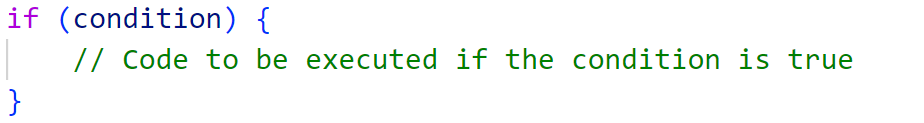 if (condition) {
    // Code to be executed if the condition is true
}